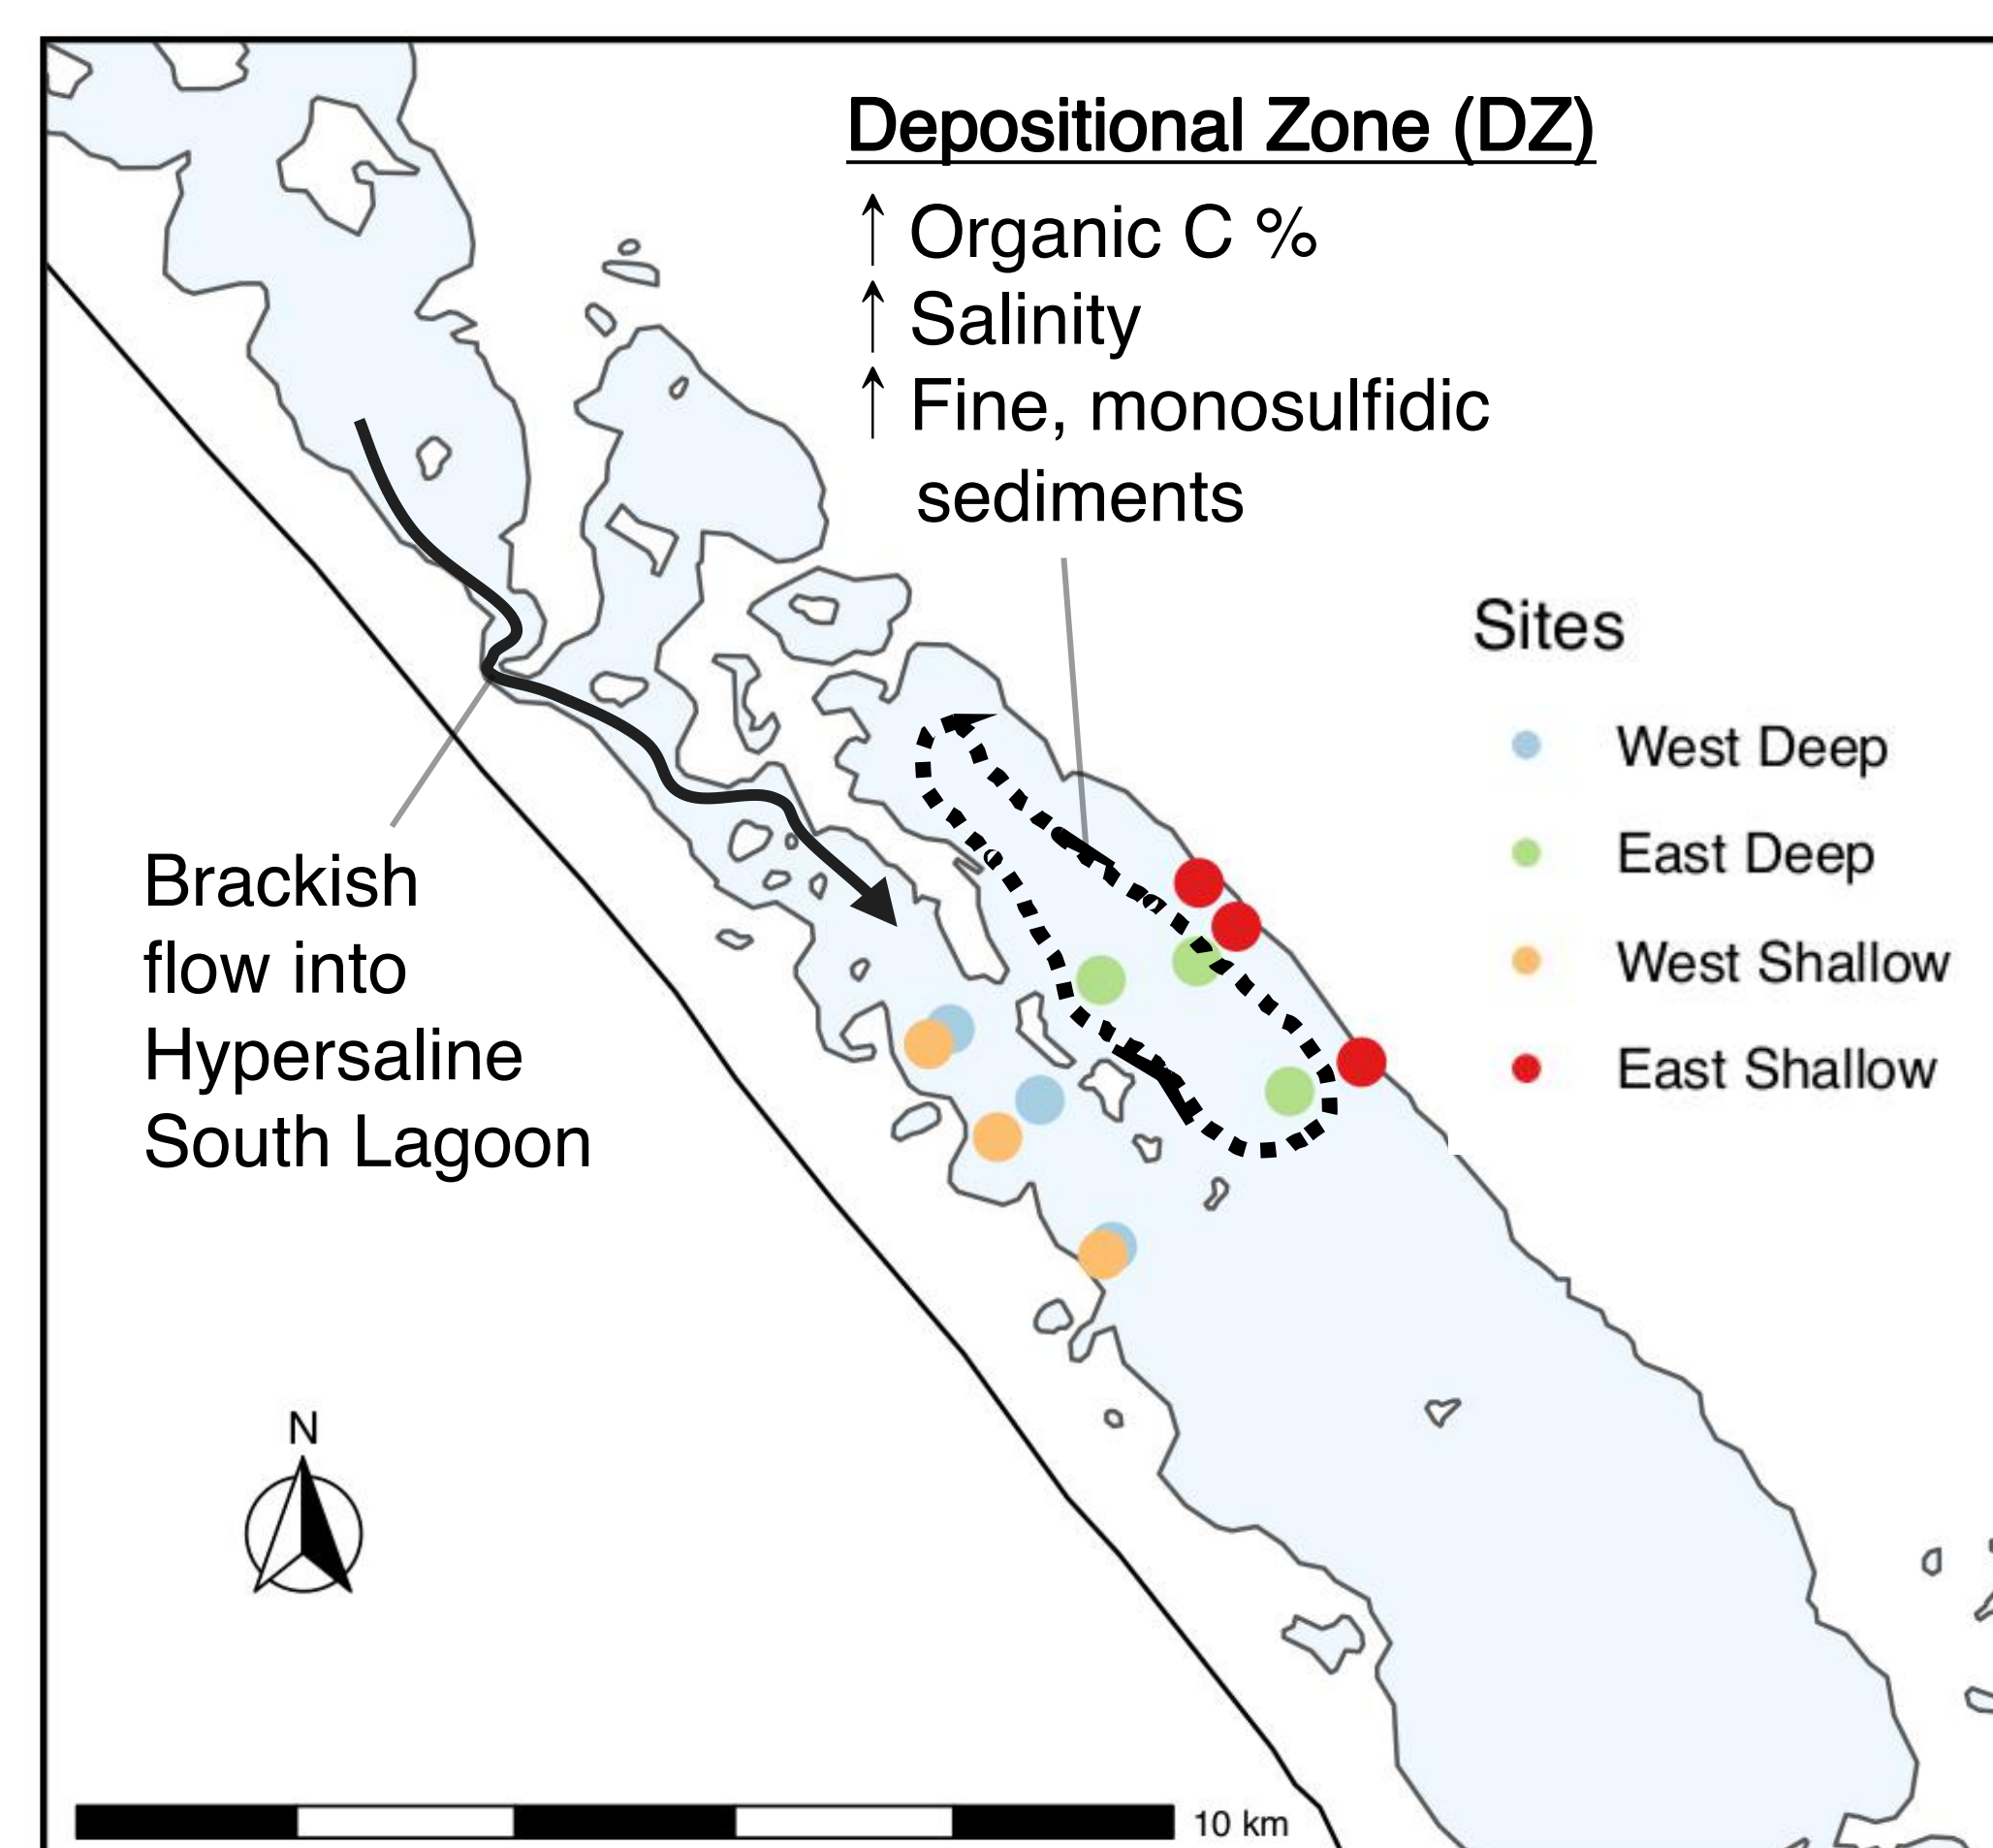 Depositional Zone (DZ)
↑ Organic C %
↑ Salinity
↑ Fine, monosulfidic
sediments
Sites
West Deep
East Deep
West Shallow
East Shallow
Brackish
flow into
Hypersaline
South Lagoon
N
10 km